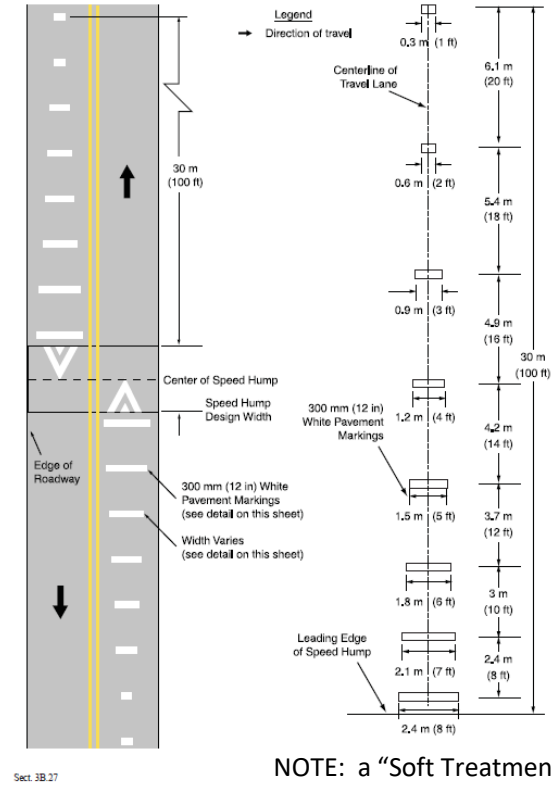 Legend
Direction of travel
30 m
(100 ft)
Center of Speed Hump
Speed Hump
Design Width
Edge of
Roadway
300 mm (12 in) White
Pavement Markings
(see detail on this sheet)
Width Varies
(see detail on this sheet)
Sect. 3B.27
0.3 m (1 ft)
Centerline of
Travel Lane
6.1 m
(20 ft)
0.6 m (2 ft)
5.4 m
(18 ft)
0.9 m (3 ft)
4.9 m
(16 ft)
30 m
(100 ft)
1.2 m (4 ft)
300 mm (12 in)
White Pavement
Markings
4.2 m
(14 ft)
1.5 m (5 ft)
3.7 m
(12 ft)
1.8 m (6 ft)
3 m
(10 ft)
Leading Edge
of Speed Hump
2.1 m (7 ft)
2.4 m
(8 ft)
2.4 m (8 ft)
NOTE: a “Soft Treatmen